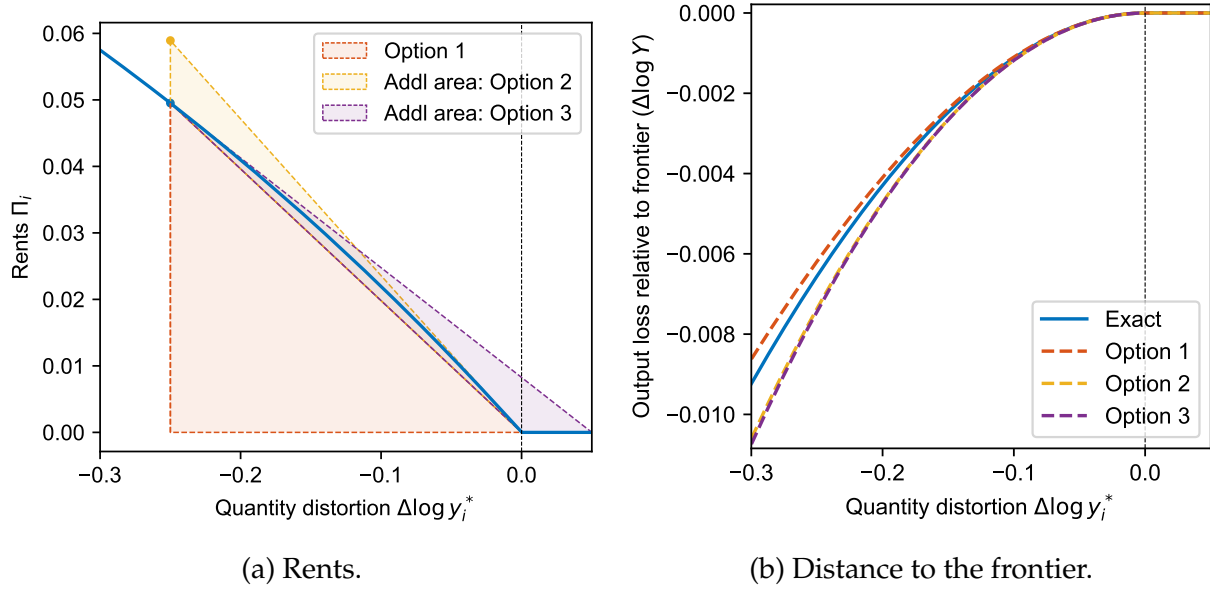 Rents Π_i
0.06
0.05
0.04
0.03
0.02
0.01
0.00
Option 1
Addl area: Option 2
Addl area: Option 3
−0.3
−0.2
−0.1
0.0
Quantity distortion Δlog y_i^*
(a) Rents.
Output loss relative to frontier (Δlog Y)
0.000
−0.002
−0.004
−0.006
−0.008
−0.010
Exact
Option 1
Option 2
Option 3
−0.3
−0.2
−0.1
0.0
Quantity distortion Δlog y_i^*
(b) Distance to the frontier.